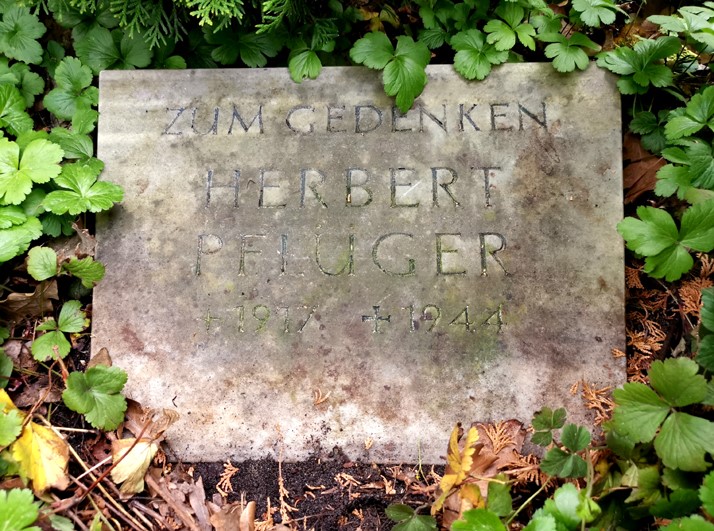 ZUM GEDENKEN
HERBERT
PFLUGER
+ 1917 + 1944